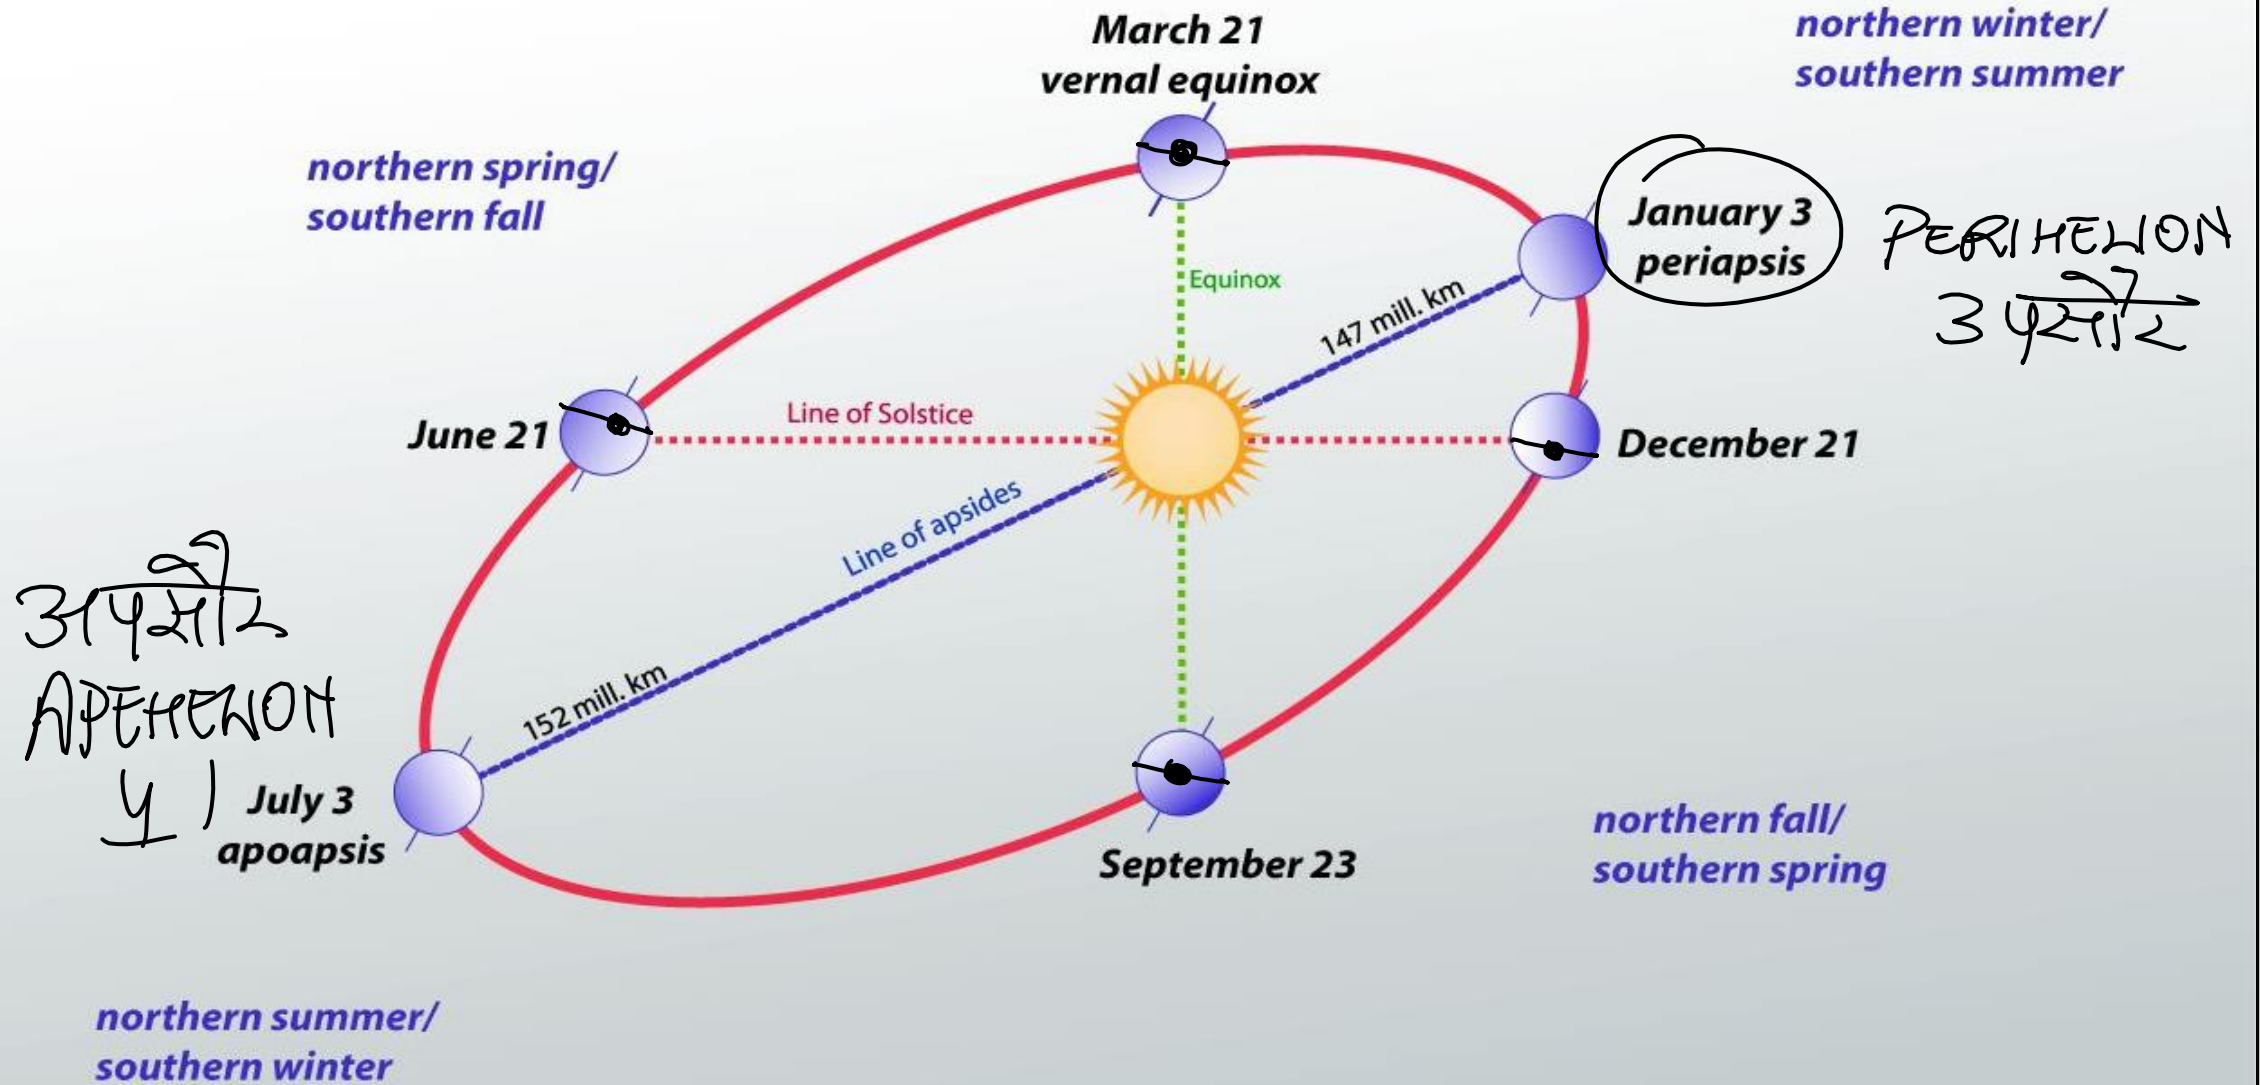 March 21
vernal equinox
northern winter/
southern summer
northern spring/
southern fall
January 3
periapsis
PERIHELION
उपसौर
Equinox
147 mill. km
Line of Solstice
June 21
December 21
Line of apsides
अपसौर
APEHELION
152 mill. km
July 3
apoapsis
September 23
northern fall/
southern spring
northern summer/
southern winter